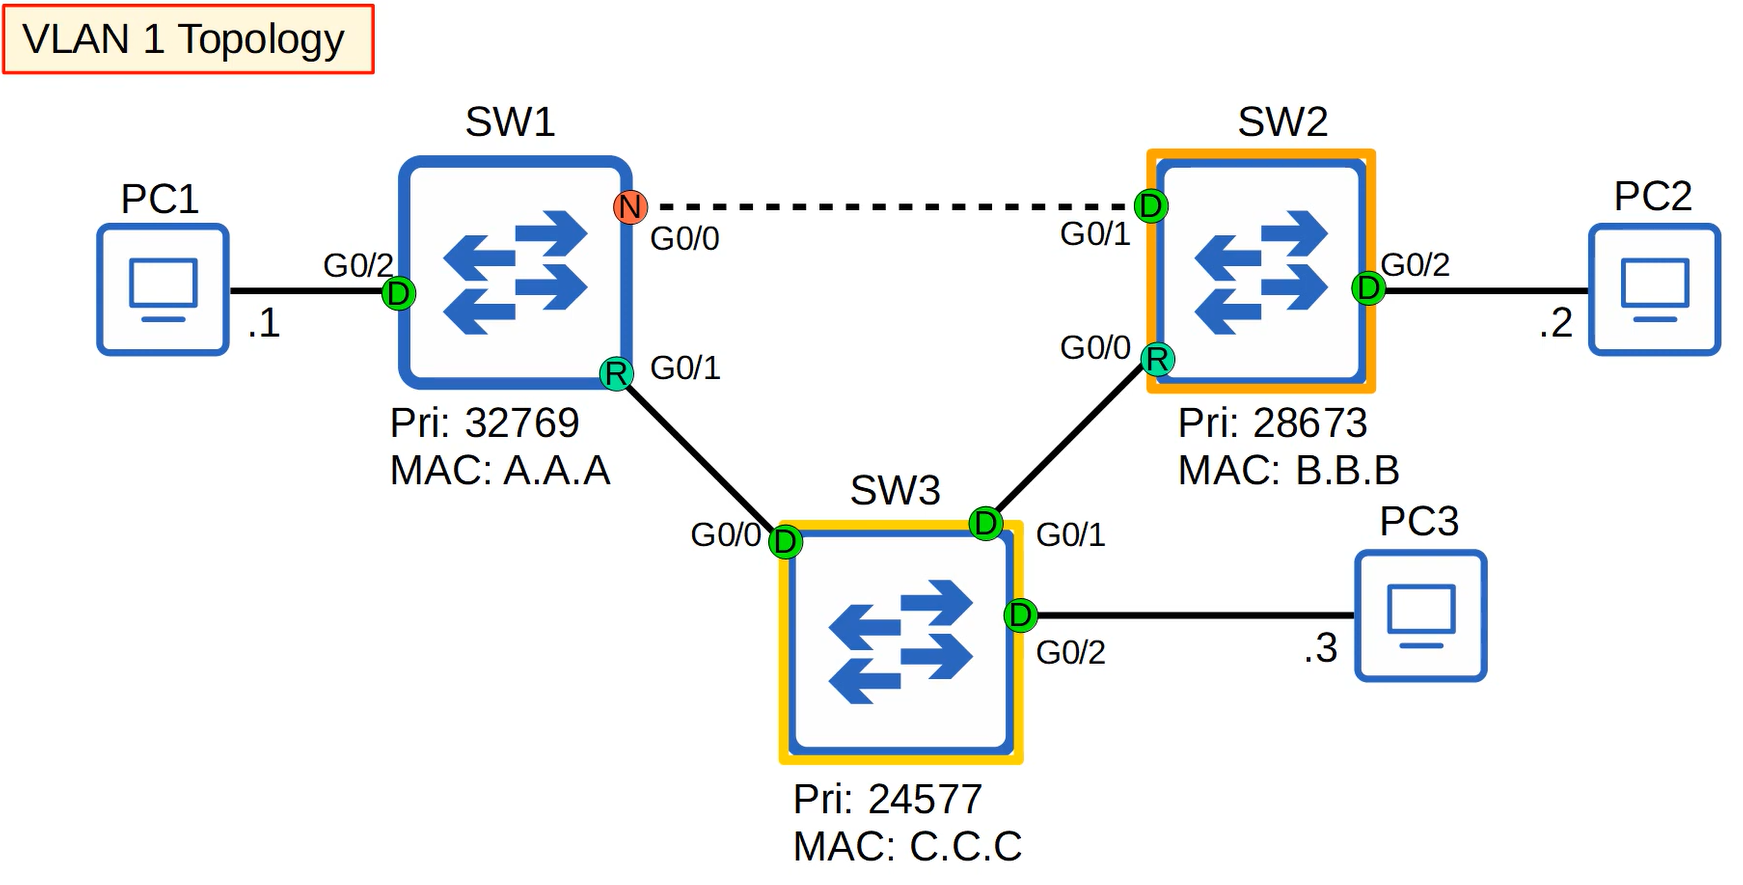 VLAN 1 Topology
SW1
SW2
PC1
PC2
N
D
G0/0
G0/1
G0/2
G0/2
D
D
.1
.2
G0/0
R
R
G0/1
Pri: 32769
MAC: A.A.A
Pri: 28673
MAC: B.B.B
SW3
PC3
G0/0
D
D
G0/1
D
G0/2
.3
Pri: 24577
MAC: C.C.C